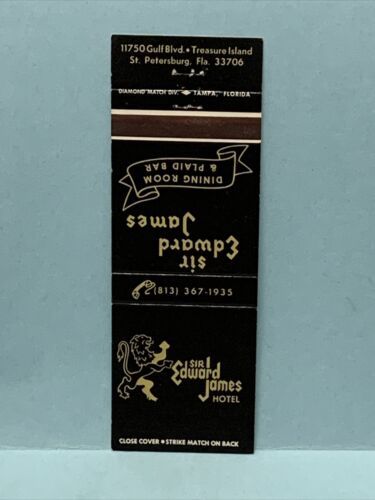 11750 Gulf Blvd. • Treasure Island
St. Petersburg, Fla. 33706
DIAMOND MATCH DIV. TAMPA, FLORIDA
DINING ROOM
& PLAID BAR
sir
Edward
James
(813) 367-1935
SIR
Edward
James
HOTEL
CLOSE COVER • STRIKE MATCH ON BACK